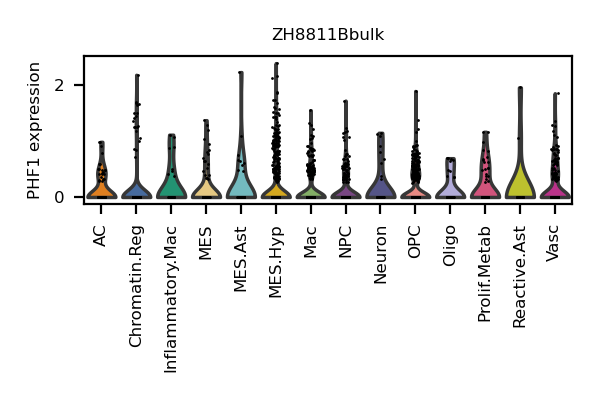 ZH8811Bbulk
PHF1 expression
2
0
AC
Chromatin.Reg
Inflammatory.Mac
MES
MES.Ast
MES.Hyp
Mac
NPC
Neuron
OPC
Oligo
Prolif.Metab
Reactive.Ast
Vasc